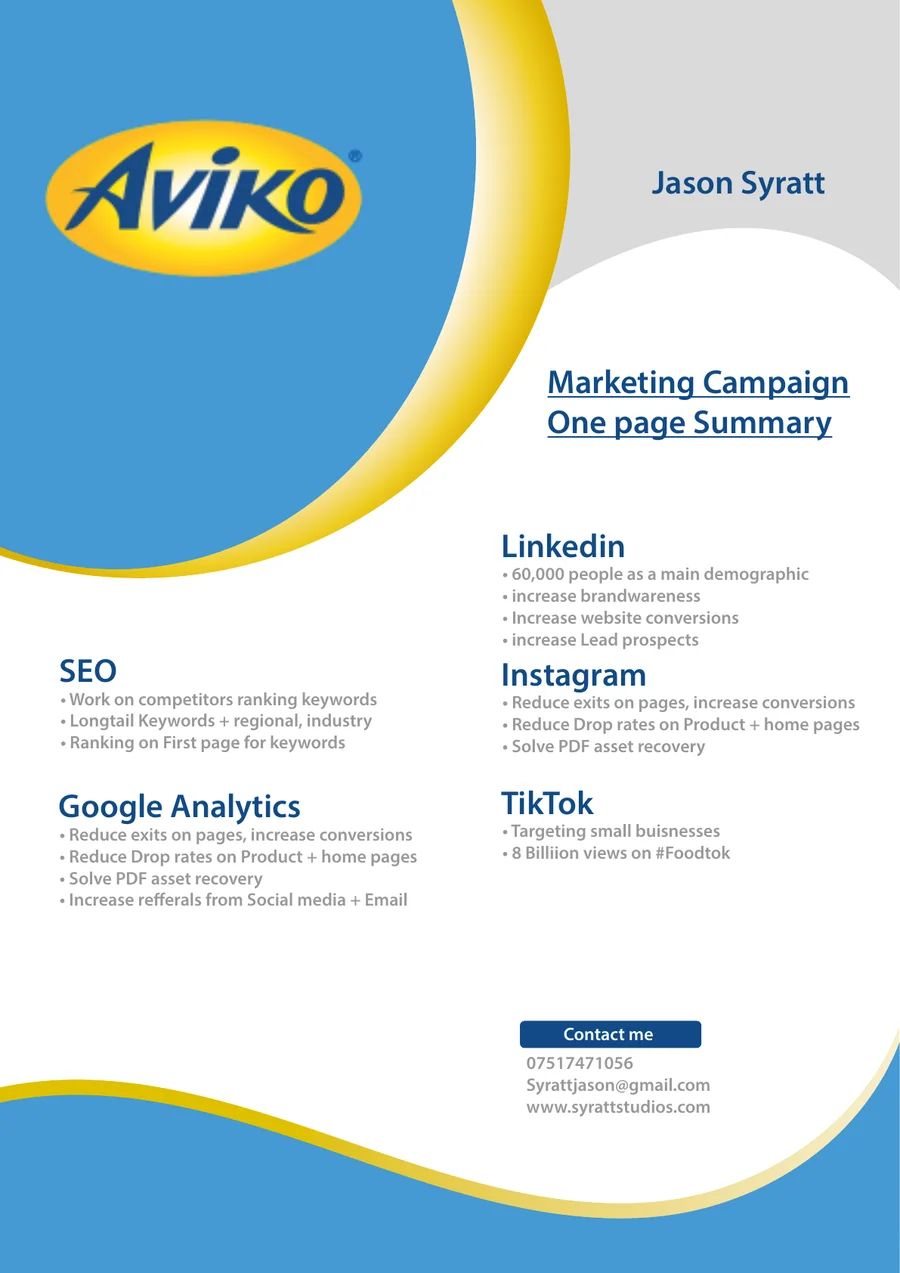 Aviko®
Jason Syratt
Marketing Campaign
One page Summary
Linkedin
• 60,000 people as a main demographic
• increase brandwareness
• Increase website conversions
• increase Lead prospects
SEO
• Work on competitors ranking keywords
• Longtail Keywords + regional, industry
• Ranking on First page for keywords
Instagram
• Reduce exits on pages, increase conversions
• Reduce Drop rates on Product + home pages
• Solve PDF asset recovery
Google Analytics
• Reduce exits on pages, increase conversions
• Reduce Drop rates on Product + home pages
• Solve PDF asset recovery
• Increase refferals from Social media + Email
TikTok
• Targeting small buisnesses
• 8 Billiion views on #Foodtok
Contact me
07517471056
Syrattjason@gmail.com
www.syrattstudios.com